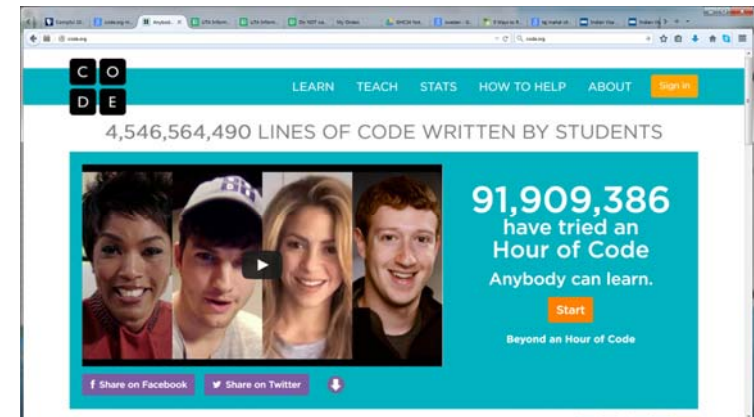 code.org
code.org
C O
D E
LEARN TEACH STATS HOW TO HELP ABOUT Sign in
4,546,564,490 LINES OF CODE WRITTEN BY STUDENTS
91,909,386
have tried an
Hour of Code
Anybody can learn.
Start
Beyond an Hour of Code
f Share on Facebook Share on Twitter